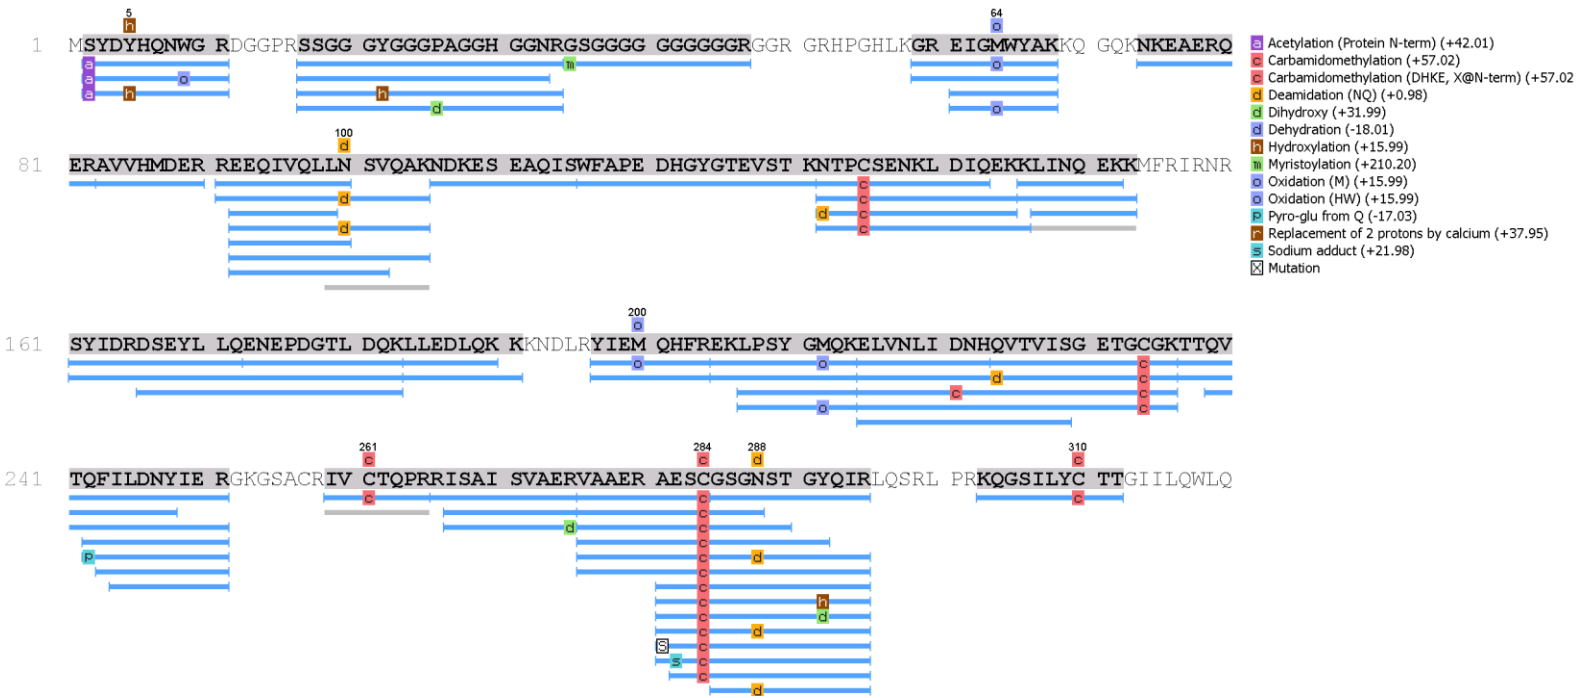 5 64
h o
1 MSYDYHQNWG RDGGPRSSGG GYGGGPAGGH GGNRGSGGGG GGGGGGRGGR GRHPGHLKGR EIGMWYAKKQ GQKNKEAERQ
a m o
a o
a h h o
d
100
d
81 ERAVVHMDER REEQIVQLLN SVQAKNDKES EAQISWFAPE DHGYGTEVST KNTPCSENKL DIQEKKLINQ EKKMFRIRNR
c
d c
d c
d c
200
o
161 SYIDRDSEYL LQENEPDGTL DQKLLEDLQK KKNDLRYIEM QHFREKLPSY GMQKELVNLI DNHQVTVISG ETGCGKTTQV
o o c
d c
c c
o c
261 284 288 310
c c d c
241 TQFILDNYIE RGKGSACRIV CTQPRRISAI SVAERVAAER AESCGSGNST GYQIRLQSRL PRKQGSILYC TTGIILQWLQ
c c c
c
d c
c
p c d
c
c
c h
c d
c d
S c
s c
c
d
a Acetylation (Protein N-term) (+42.01)
c Carbamidomethylation (+57.02)
c Carbamidomethylation (DHKE, X@N-term) (+57.02
d Deamidation (NQ) (+0.98)
d Dihydroxy (+31.99)
d Dehydration (-18.01)
h Hydroxylation (+15.99)
m Myristoylation (+210.20)
o Oxidation (M) (+15.99)
o Oxidation (HW) (+15.99)
p Pyro-glu from Q (-17.03)
r Replacement of 2 protons by calcium (+37.95)
s Sodium adduct (+21.98)
Mutation